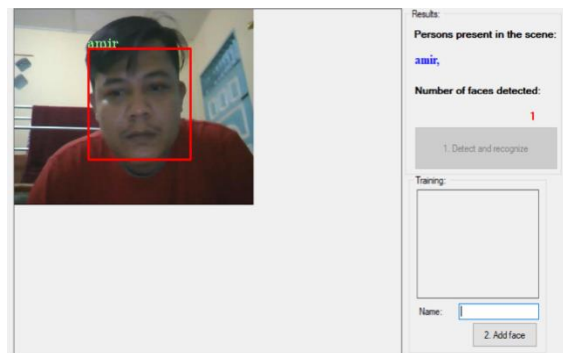 amir
Results:
Persons present in the scene:
amir,
Number of faces detected:
1
1. Detect and recognize
Training:
Name:
2. Add face